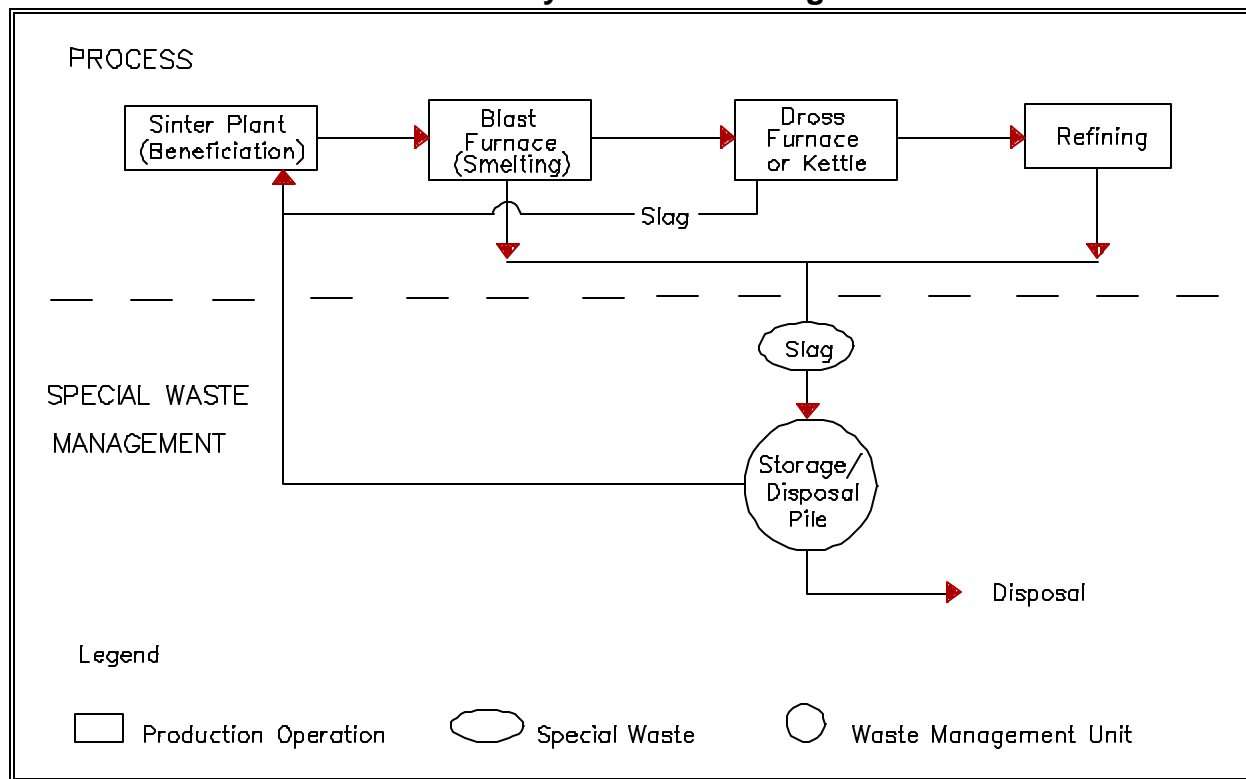 PROCESS
Sinter Plant
(Beneficiation)
Blast
Furnace
(Smelting)
Dross
Furnace
or Kettle
Refining
Slag
Slag
SPECIAL WASTE
MANAGEMENT
Storage/
Disposal
Pile
Disposal
Legend
Production Operation
Special Waste
Waste Management Unit